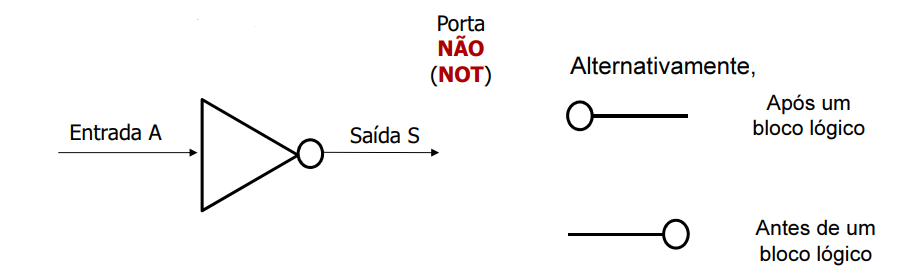 Porta
NÃO
(NOT)
Entrada A
Saída S
Alternativamente,
Após um
bloco lógico
Antes de um
bloco lógico